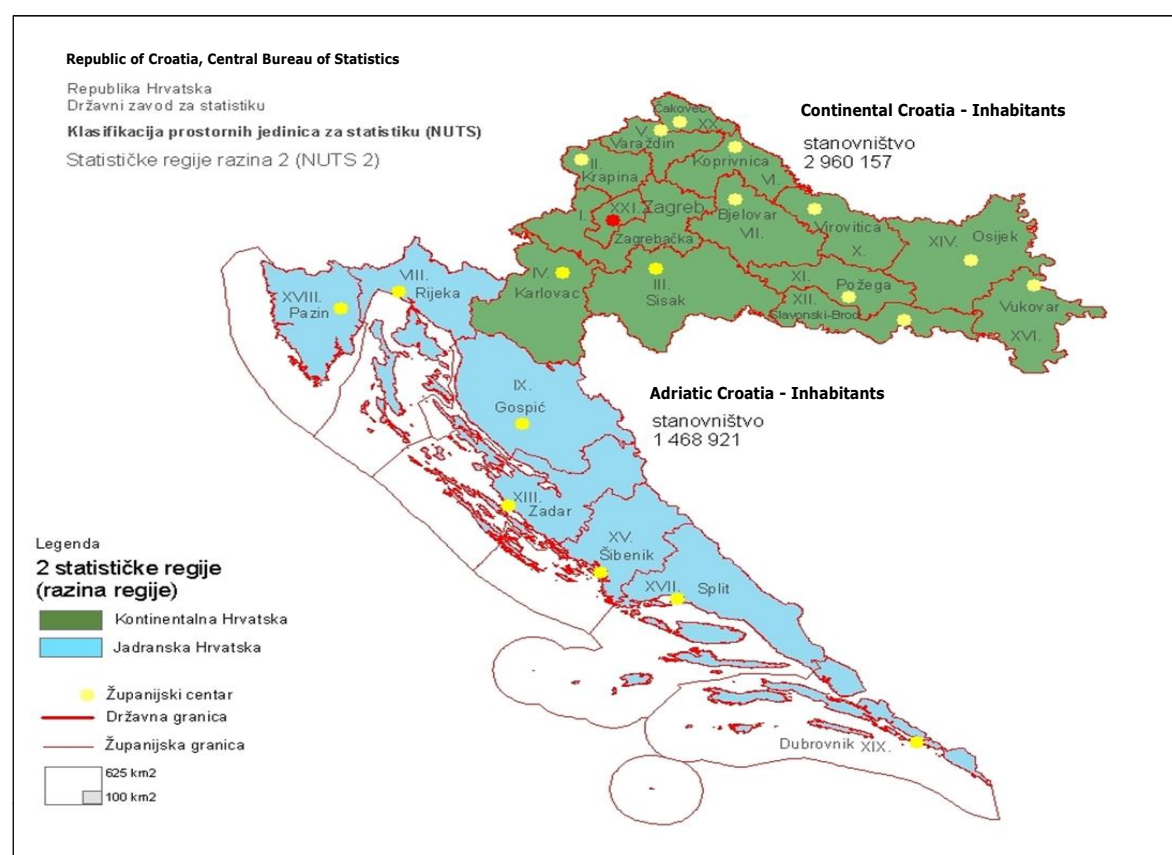 Republic of Croatia, Central Bureau of Statistics
Republika Hrvatska
Državni zavod za statistiku
Klasifikacija prostornih jedinica za statistiku (NUTS)
Statističke regije razina 2 (NUTS 2)
Continental Croatia - Inhabitants
stanovništvo
2 960 157
Čakovec
XX.
V.
Varaždin
Koprivnica
VI.
II.
Krapina
I.
XXI.
Zagreb
Zagrebačka
Bjelovar
VII.
Virovitica
X.
XIV.
Osijek
IV.
Karlovac
III.
Sisak
XI.
Požega
XII.
Slavonski-Brod
Vukovar
XVI.
XVIII.
Pazin
VIII.
Rijeka
Adriatic Croatia - Inhabitants
stanovništvo
1 468 921
IX.
Gospić
XIII.
Zadar
XV.
Šibenik
XVII.
Split
Dubrovnik XIX.
Legenda
2 statističke regije
(razina regije)
Kontinentalna Hrvatska
Jadranska Hrvatska
Županijski centar
Državna granica
Županijska granica
625 km2
100 km2